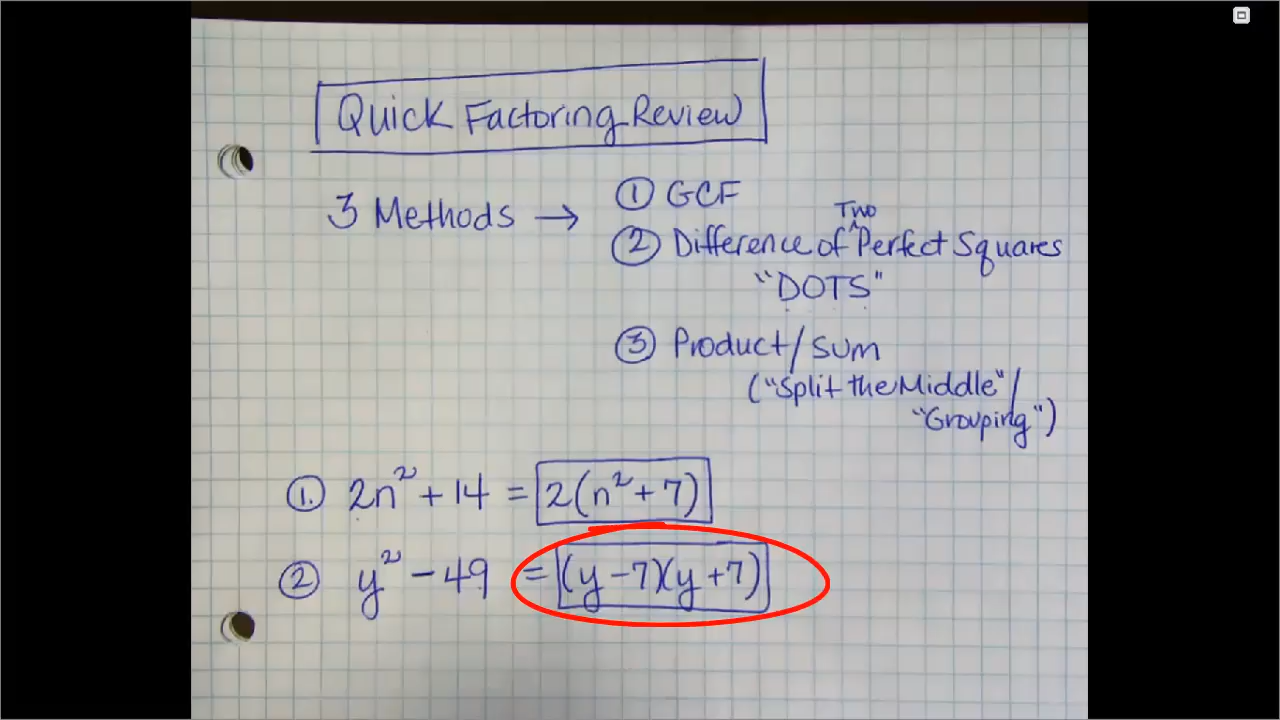 Quick Factoring Review
3 Methods → ① GCF
② Difference of Two Perfect Squares
"DOTS"
③ Product/Sum
("Split the Middle"/
"Grouping")
①. 2n² + 14 = 2(n² + 7)
② y² - 49 = (y - 7)(y + 7)